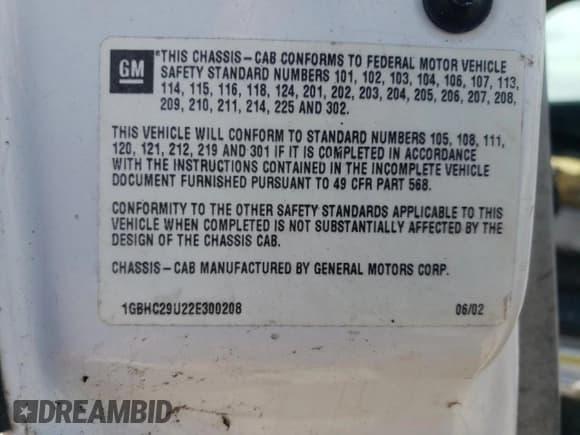 GM
*THIS CHASSIS-CAB CONFORMS TO FEDERAL MOTOR VEHICLE
SAFETY STANDARD NUMBERS 101, 102, 103, 104, 106, 107, 113,
114, 115, 116, 118, 124, 201, 202, 203, 204, 205, 206, 207, 208,
209, 210, 211, 214, 225 AND 302.
THIS VEHICLE WILL CONFORM TO STANDARD NUMBERS 105, 108, 111,
120, 121, 212, 219 AND 301 IF IT IS COMPLETED IN ACCORDANCE
WITH THE INSTRUCTIONS CONTAINED IN THE INCOMPLETE VEHICLE
DOCUMENT FURNISHED PURSUANT TO 49 CFR PART 568.
CONFORMITY TO THE OTHER SAFETY STANDARDS APPLICABLE TO THIS
VEHICLE WHEN COMPLETED IS NOT SUBSTANTIALLY AFFECTED BY THE
DESIGN OF THE CHASSIS CAB.
CHASSIS-CAB MANUFACTURED BY GENERAL MOTORS CORP.
1GBHC29U22E300208 06/02
DREAMBID